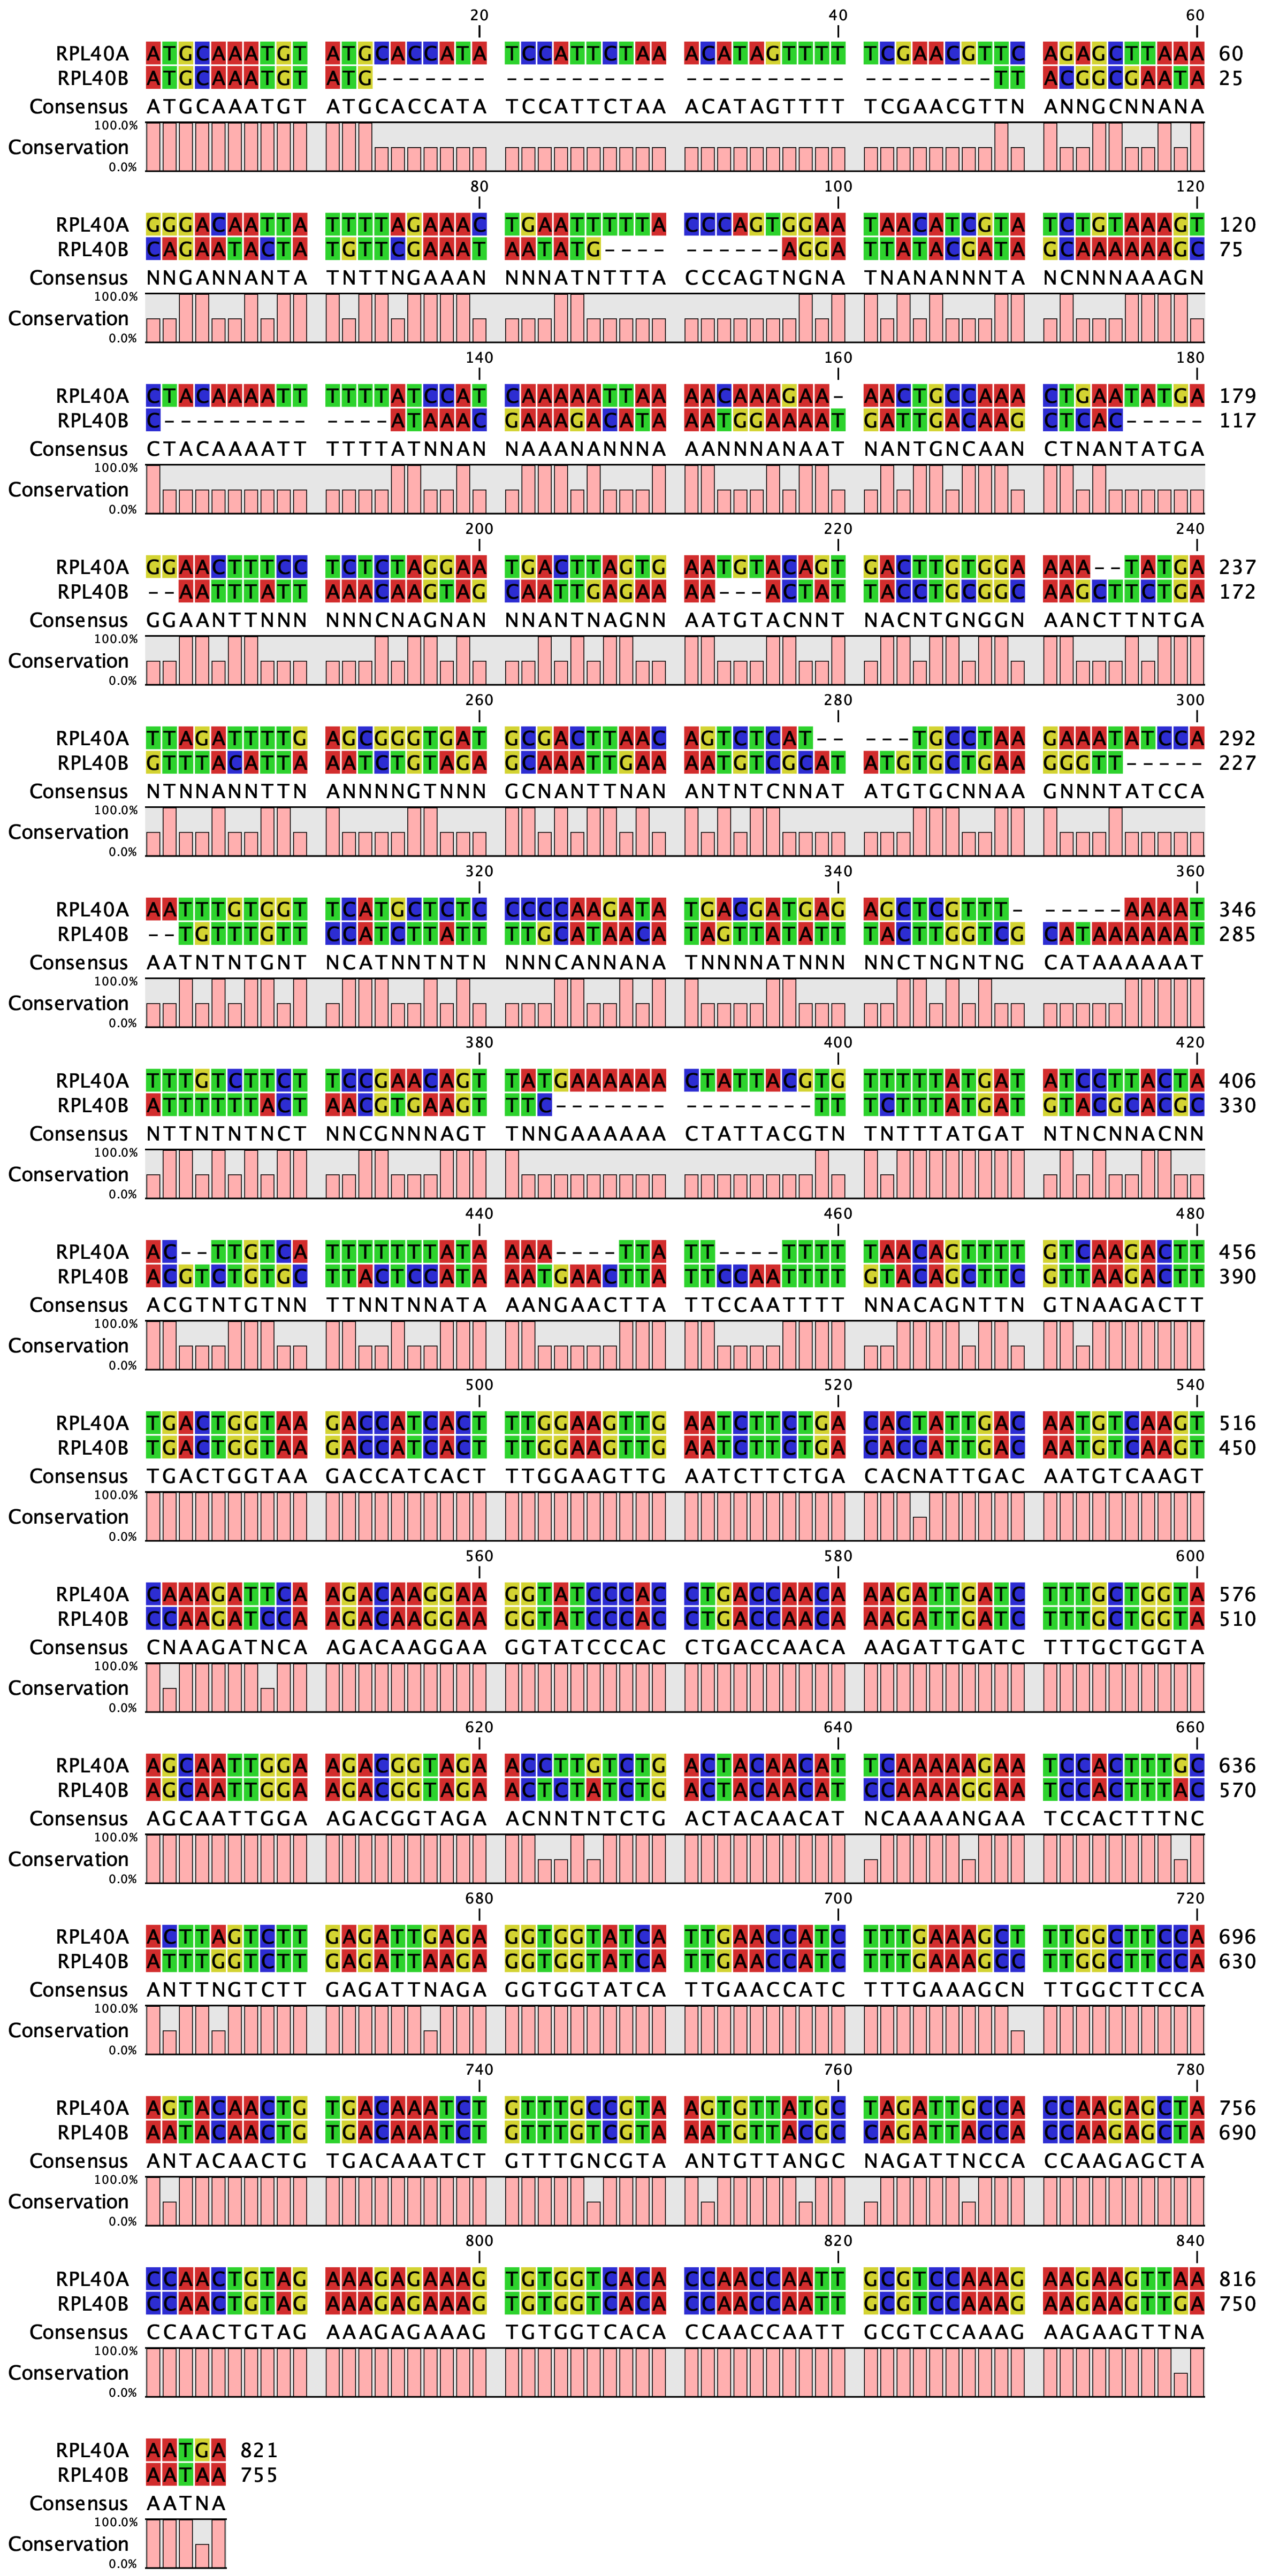 20 40 60
RPL40A ATGCAAATGT ATGCACCATA TCCATTCTAA ACATAGTTTT TCGAACGTTC AGAGCTTAAA 60
RPL40B ATGCAAATGT ATG------- ---------- ---------- --------TT ACGGCGAATA 25
Consensus ATGCAAATGT ATGCACCATA TCCATTCTAA ACATAGTTTT TCGAACGTTN ANNGCNNANA
100.0%
Conservation
0.0%
80 100 120
RPL40A GGGACAATTA TTTTAGAAAC TGAATTTTTA CCCAGTGGAA TAACATCGTA TCTGTAAAGT 120
RPL40B CAGAATACTA TGTTCGAAAT AATATG---- ------AGGA TTATACGATA GCAAAAAAGC 75
Consensus NNGANNANTA TNTTNGAAAN NNNATNTTTA CCCAGTNGNA TNANANNNTA NCNNNAAAGN
100.0%
Conservation
0.0%
140 160 180
RPL40A CTACAAAATT TTTTATCCAT CAAAAATTAA AACAAAGAA- AACTGCCAAA CTGAATATGA 179
RPL40B C--------- ----ATAAAC GAAAGACATA AATGGAAAAT GATTGACAAG CTCAC----- 117
Consensus CTACAAAATT TTTTATNNAN NAAANANNNA AANNNANAAT NANTGNCAAN CTNANTATGA
100.0%
Conservation
0.0%
200 220 240
RPL40A GGAACTTTCC TCTCTAGGAA TGACTTAGTG AATGTACAGT GACTTGTGGA AAA--TATGA 237
RPL40B --AATTTATT AAACAAGTAG CAATTGAGAA AA---ACTAT TACCTGCGGC AAGCTTCTGA 172
Consensus GGAANTTNNN NNNCNAGNAN NNANTNAGNN AATGTACNNT NACNTGNGGN AANCTTNTGA
100.0%
Conservation
0.0%
260 280 300
RPL40A TTAGATTTTG AGCGGGTGAT GCGACTTAAC AGTCTCAT-- ---TGCCTAA GAAATATCCA 292
RPL40B GTTTACATTA AATCTGTAGA GCAAATTGAA AATGTCGCAT ATGTGCTGAA GGGTT----- 227
Consensus NTNNANNTTN ANNNNGTNNN GCNANTTNAN ANTNTCNNAT ATGTGCNNAA GNNNTATCCA
100.0%
Conservation
0.0%
320 340 360
RPL40A AATTTGTGGT TCATGCTCTC CCCCAAGATA TGACGATGAG AGCTCGTTT- -----AAAAT 346
RPL40B --TGTTTGTT CCATCTTATT TTGCATAACA TAGTTATATT TACTTGGTCG CATAAAAAAT 285
Consensus AATNTNTGNT NCATNNTNTN NNNCANNANA TNNNNATNNN NNCTNGNTNG CATAAAAAAT
100.0%
Conservation
0.0%
380 400 420
RPL40A TTTGTCTTCT TCCGAACAGT TATGAAAAAA CTATTACGTG TTTTTATGAT ATCCTTACTA 406
RPL40B ATTTTTTACT AACGTGAAGT TTC------- --------TT TCTTTATGAT GTACGCACGC 330
Consensus NTTNTNTNCT NNCGNNNAGT TNNGAAAAAA CTATTACGTN TNTTTATGAT NTNCNNACNN
100.0%
Conservation
0.0%
440 460 480
RPL40A AC--TTGTCA TTTTTTTATA AAA----TTA TT----TTTT TAACAGTTTT GTCAAGACTT 456
RPL40B ACGTCTGTGC TTACTCCATA AATGAACTTA TTCCAATTTT GTACAGCTTC GTTAAGACTT 390
Consensus ACGTNTGTNN TTNNTNNATA AANGAACTTA TTCCAATTTT NNACAGNTTN GTNAAGACTT
100.0%
Conservation
0.0%
500 520 540
RPL40A TGACTGGTAA GACCATCACT TTGGAAGTTG AATCTTCTGA CACTATTGAC AATGTCAAGT 516
RPL40B TGACTGGTAA GACCATCACT TTGGAAGTTG AATCTTCTGA CACCATTGAC AATGTCAAGT 450
Consensus TGACTGGTAA GACCATCACT TTGGAAGTTG AATCTTCTGA CACNATTGAC AATGTCAAGT
100.0%
Conservation
0.0%
560 580 600
RPL40A CAAAGATTCA AGACAAGGAA GGTATCCCAC CTGACCAACA AAGATTGATC TTTGCTGGTA 576
RPL40B CCAAGATCCA AGACAAGGAA GGTATCCCAC CTGACCAACA AAGATTGATC TTTGCTGGTA 510
Consensus CNAAGATNCA AGACAAGGAA GGTATCCCAC CTGACCAACA AAGATTGATC TTTGCTGGTA
100.0%
Conservation
0.0%
620 640 660
RPL40A AGCAATTGGA AGACGGTAGA ACCTTGTCTG ACTACAACAT TCAAAAAGAA TCCACTTTGC 636
RPL40B AGCAATTGGA AGACGGTAGA ACTCTATCTG ACTACAACAT CCAAAAGGAA TCCACTTTAC 570
Consensus AGCAATTGGA AGACGGTAGA ACNNTNTCTG ACTACAACAT NCAAAANGAA TCCACTTTNC
100.0%
Conservation
0.0%
680 700 720
RPL40A ACTTAGTCTT GAGATTGAGA GGTGGTATCA TTGAACCATC TTTGAAAGCT TTGGCTTCCA 696
RPL40B ATTTGGTCTT GAGATTAAGA GGTGGTATCA TTGAACCATC TTTGAAAGCC TTGGCTTCCA 630
Consensus ANTTNGTCTT GAGATTNAGA GGTGGTATCA TTGAACCATC TTTGAAAGCN TTGGCTTCCA
100.0%
Conservation
0.0%
740 760 780
RPL40A AGTACAACTG TGACAAATCT GTTTGCCGTA AGTGTTATGC TAGATTGCCA CCAAGAGCTA 756
RPL40B AATACAACTG TGACAAATCT GTTTGTCGTA AATGTTACGC CAGATTACCA CCAAGAGCTA 690
Consensus ANTACAACTG TGACAAATCT GTTTGNCGTA ANTGTTANGC NAGATTNCCA CCAAGAGCTA
100.0%
Conservation
0.0%
800 820 840
RPL40A CCAACTGTAG AAAGAGAAAG TGTGGTCACA CCAACCAATT GCGTCCAAAG AAGAAGTTAA 816
RPL40B CCAACTGTAG AAAGAGAAAG TGTGGTCACA CCAACCAATT GCGTCCAAAG AAGAAGTTGA 750
Consensus CCAACTGTAG AAAGAGAAAG TGTGGTCACA CCAACCAATT GCGTCCAAAG AAGAAGTTNA
100.0%
Conservation
0.0%
RPL40A AATGA 821
RPL40B AATAA 755
Consensus AATNA
100.0%
Conservation
0.0%